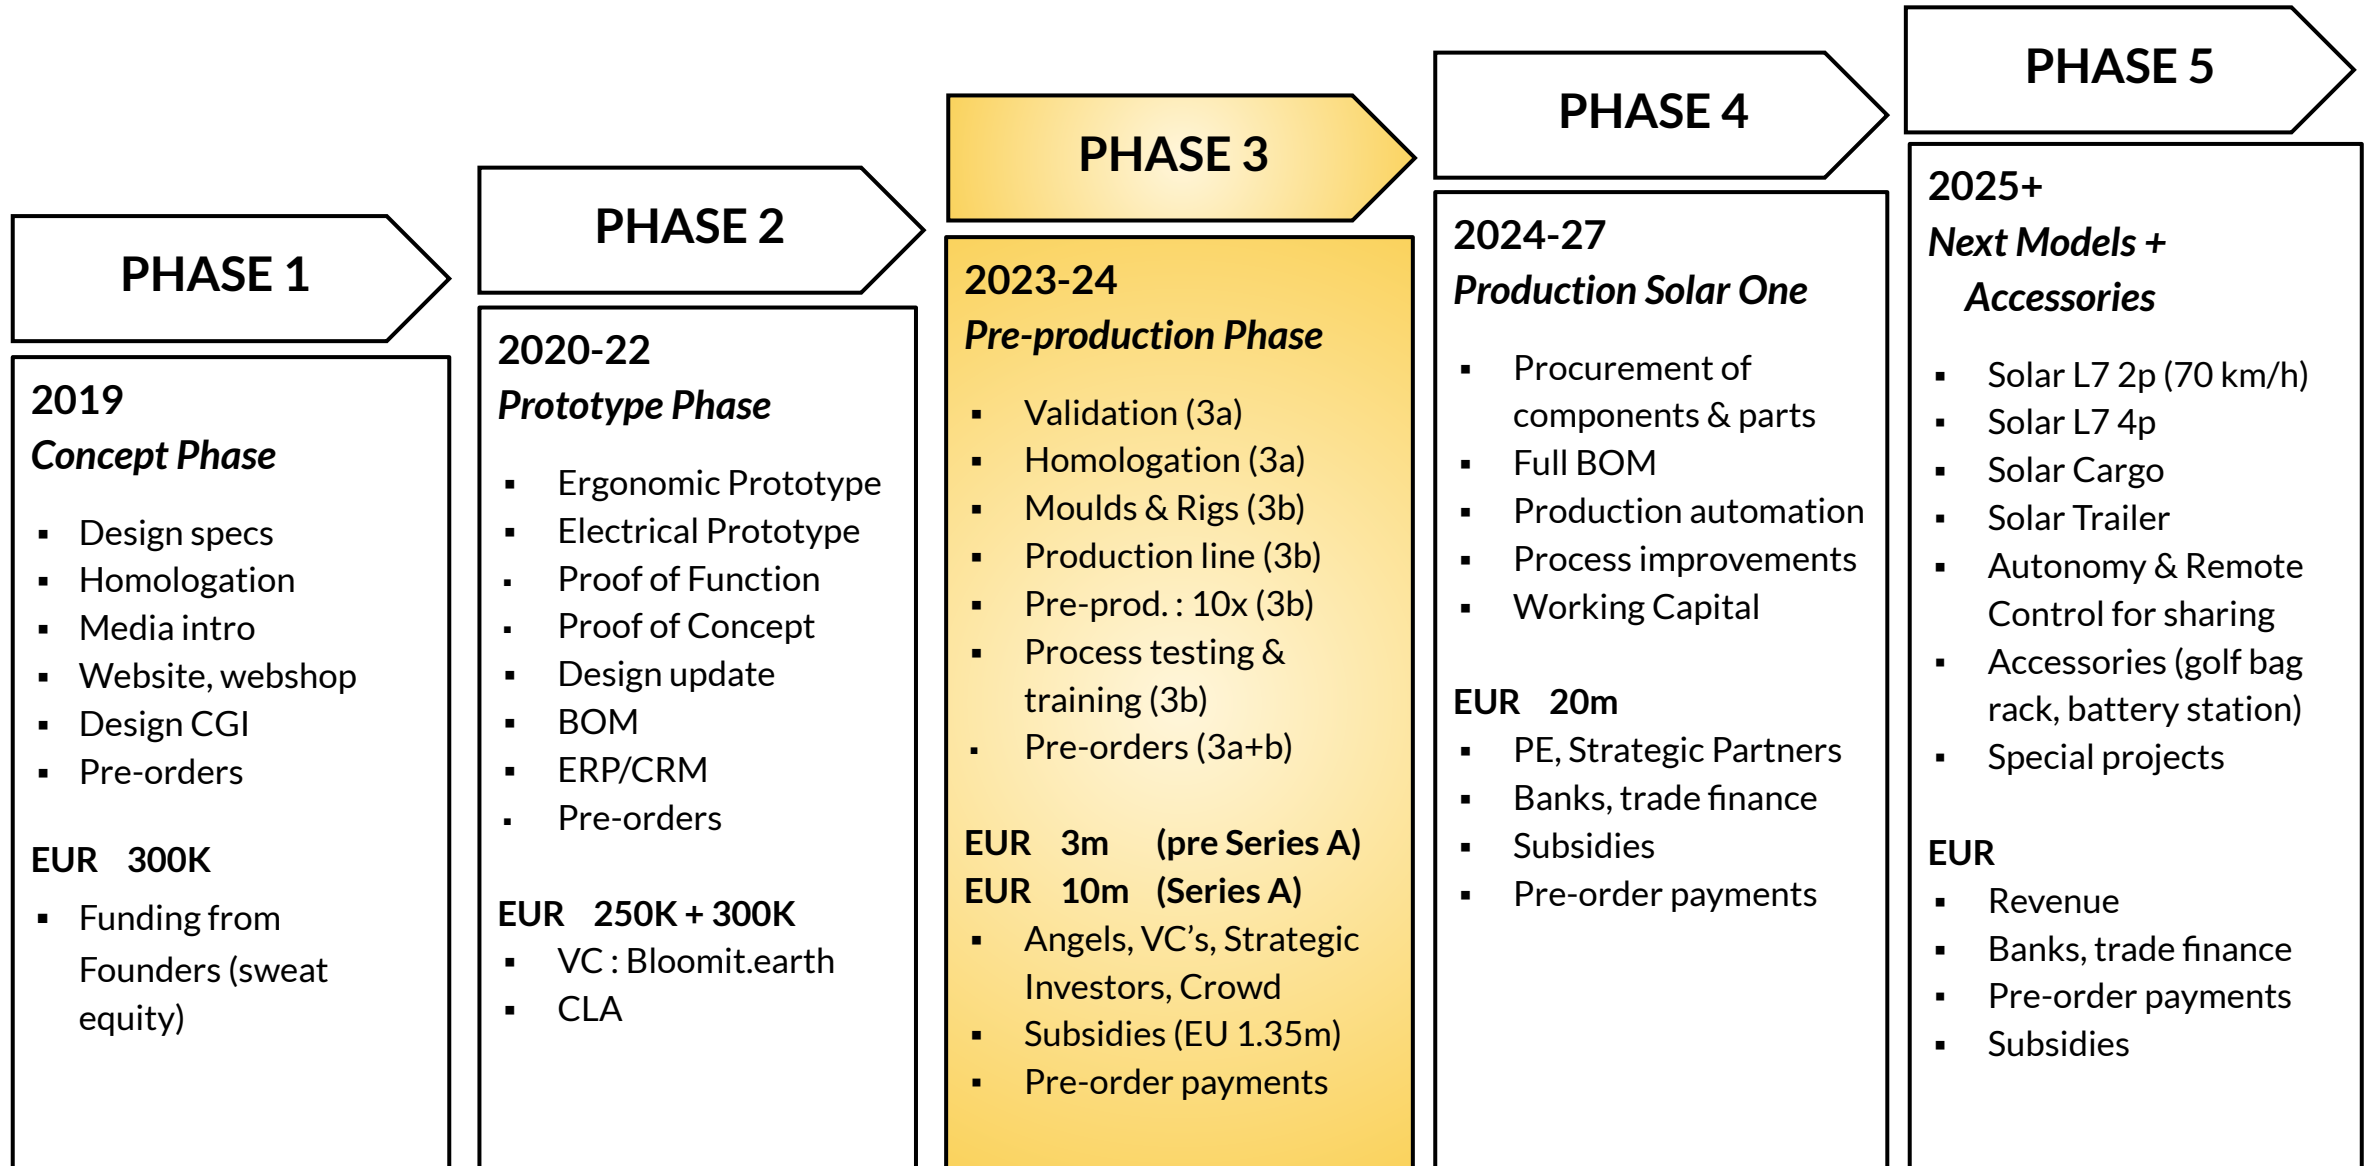 PHASE 1
2019
Concept Phase
▪ Design specs
▪ Homologation
▪ Media intro
▪ Website, webshop
▪ Design CGI
▪ Pre-orders
EUR 300K
▪ Funding from
Founders (sweat
equity)
PHASE 2
2020-22
Prototype Phase
▪ Ergonomic Prototype
▪ Electrical Prototype
▪ Proof of Function
▪ Proof of Concept
▪ Design update
▪ BOM
▪ ERP/CRM
▪ Pre-orders
EUR 250K + 300K
▪ VC : Bloomit.earth
▪ CLA
PHASE 3
2023-24
Pre-production Phase
▪ Validation (3a)
▪ Homologation (3a)
▪ Moulds & Rigs (3b)
▪ Production line (3b)
▪ Pre-prod. : 10x (3b)
▪ Process testing &
training (3b)
▪ Pre-orders (3a+b)
EUR 3m (pre Series A)
EUR 10m (Series A)
▪ Angels, VC’s, Strategic
Investors, Crowd
▪ Subsidies (EU 1.35m)
▪ Pre-order payments
PHASE 4
2024-27
Production Solar One
▪ Procurement of
components & parts
▪ Full BOM
▪ Production automation
▪ Process improvements
▪ Working Capital
EUR 20m
▪ PE, Strategic Partners
▪ Banks, trade finance
▪ Subsidies
▪ Pre-order payments
PHASE 5
2025+
Next Models +
Accessories
▪ Solar L7 2p (70 km/h)
▪ Solar L7 4p
▪ Solar Cargo
▪ Solar Trailer
▪ Autonomy & Remote
Control for sharing
▪ Accessories (golf bag
rack, battery station)
▪ Special projects
EUR
▪ Revenue
▪ Banks, trade finance
▪ Pre-order payments
▪ Subsidies